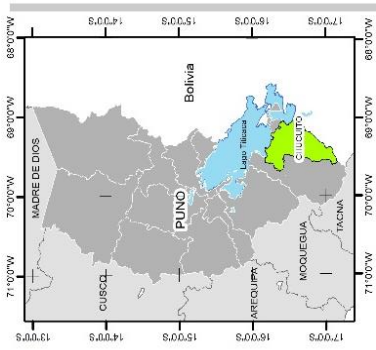 71°0'0"W 70°0'0"W 69°0'0"W 68°0'0"W
13°0'0"S 13°0'0"S
MADRE DE DIOS
CUSCO
14°0'0"S 14°0'0"S
PUNO
Bolivia
15°0'0"S 15°0'0"S
Lago Titicaca
AREQUIPA
16°0'0"S 16°0'0"S
CHUCUITO
MOQUEGUA
TACNA
17°0'0"S 17°0'0"S
71°0'0"W 70°0'0"W 69°0'0"W 68°0'0"W